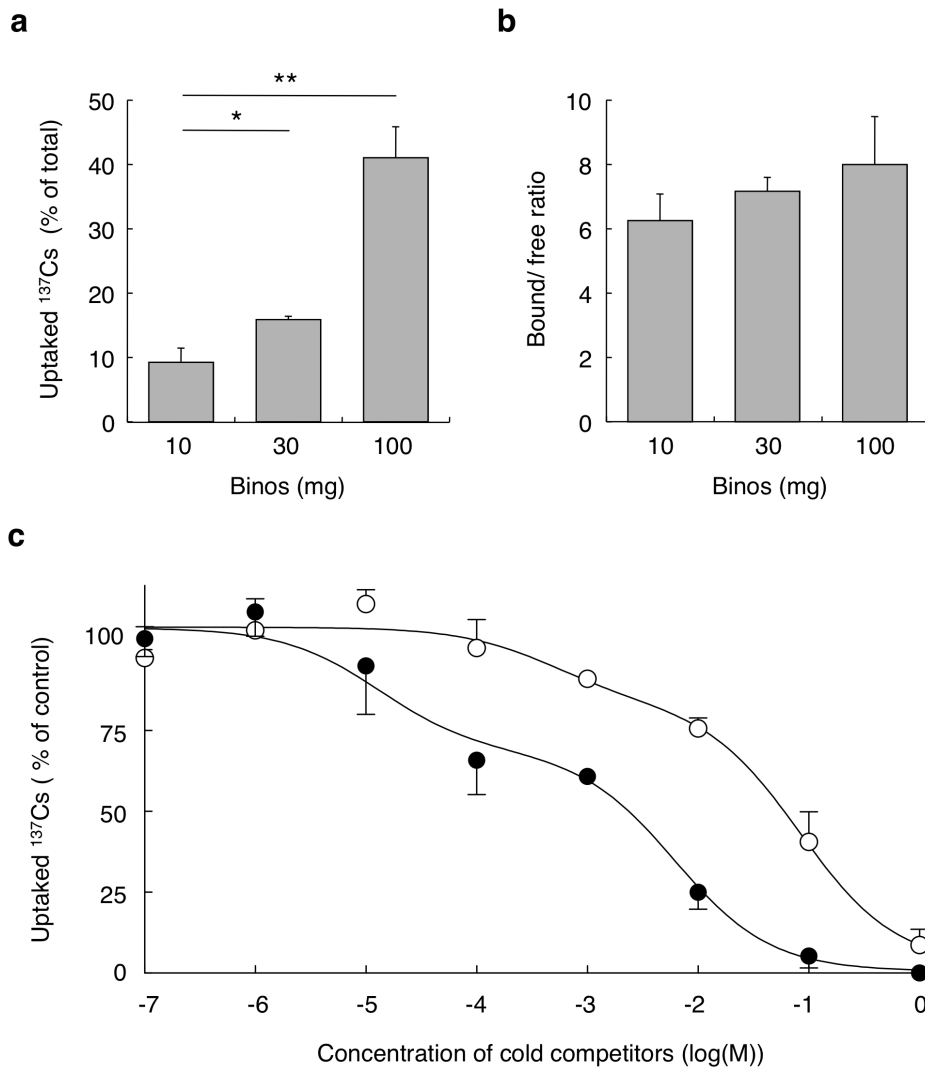 a
**
*
50
40
30
20
10
0
Uptaked ¹³⁷Cs (% of total)
10 30 100
Binos (mg)
b
10
8
6
4
2
0
Bound/ free ratio
10 30 100
Binos (mg)
c
100
75
50
25
0
Uptaked ¹³⁷Cs ( % of control)
-7 -6 -5 -4 -3 -2 -1 0
Concentration of cold competitors (log(M))